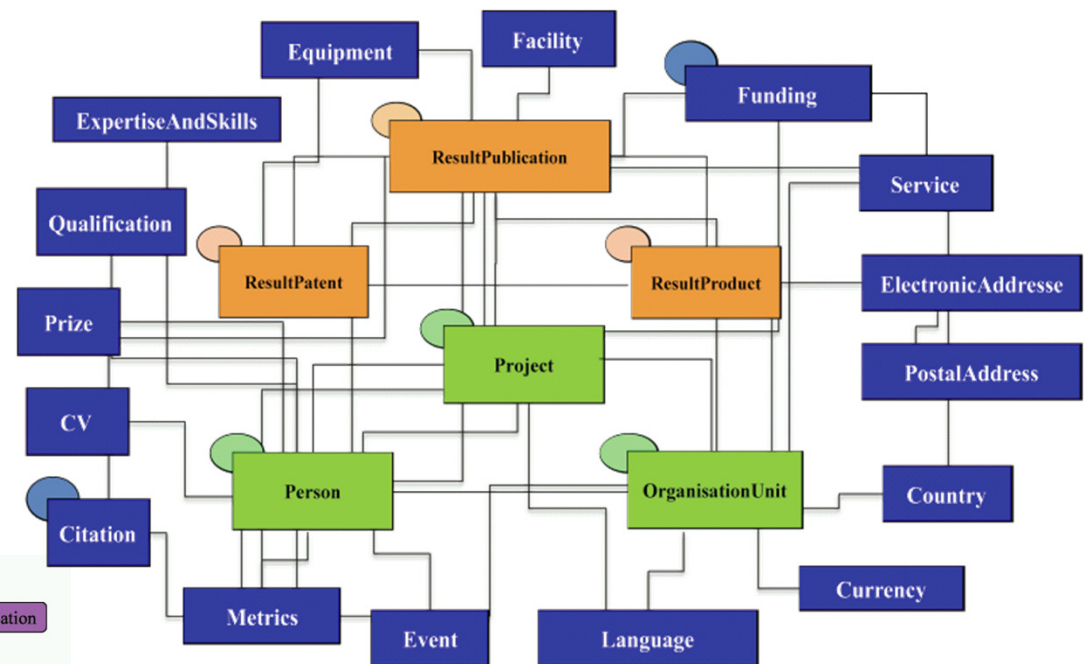 Equipment
Facility
Funding
ExpertiseAndSkills
ResultPublication
Service
Qualification
ResultPatent
ResultProduct
ElectronicAddresse
Prize
Project
PostalAddress
CV
Person
OrganisationUnit
Country
Citation
Currency
ation
Metrics
Event
Language